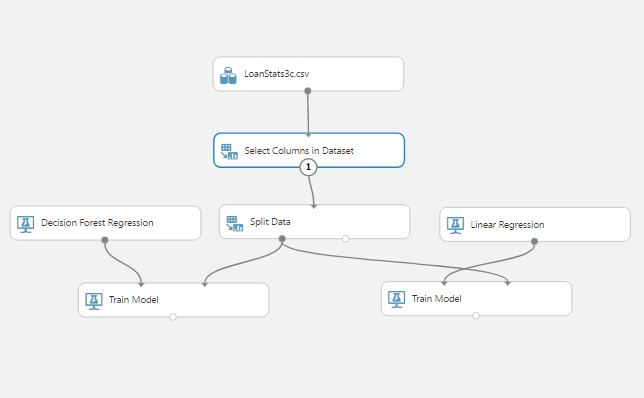 LoanStats3c.csv
Select Columns in Dataset
1
Decision Forest Regression
Split Data
Linear Regression
Train Model
Train Model